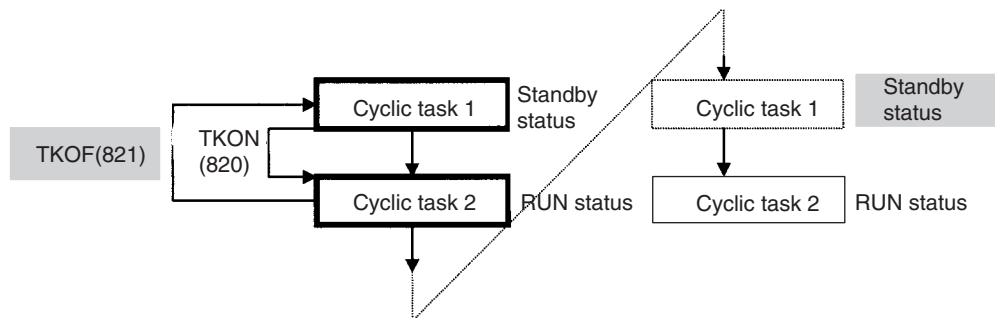 Cyclic task 1
Standby
status
TKOF(821)
TKON
(820)
Cyclic task 2
RUN status
Cyclic task 1
Standby
status
Cyclic task 2
RUN status